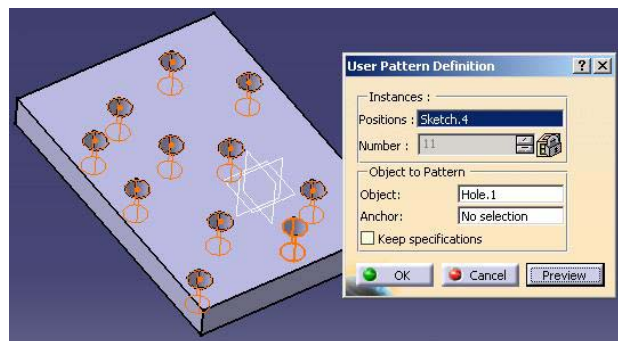 User Pattern Definition
Instances :
Positions : Sketch.4
Number : 11
Object to Pattern
Object: Hole.1
Anchor: No selection
Keep specifications
OK Cancel Preview